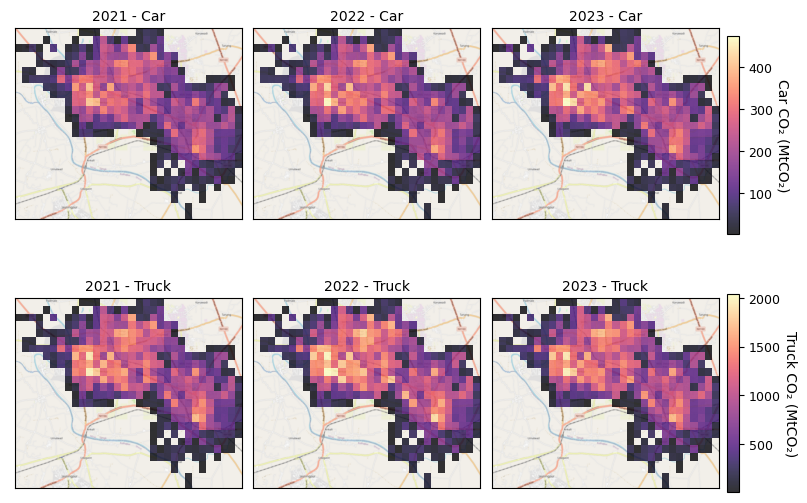 2021 - Car
2022 - Car
2023 - Car
400
300
200
100
Car CO₂ (MtCO₂)
2021 - Truck
2022 - Truck
2023 - Truck
2000
1500
1000
500
Truck CO₂ (MtCO₂)